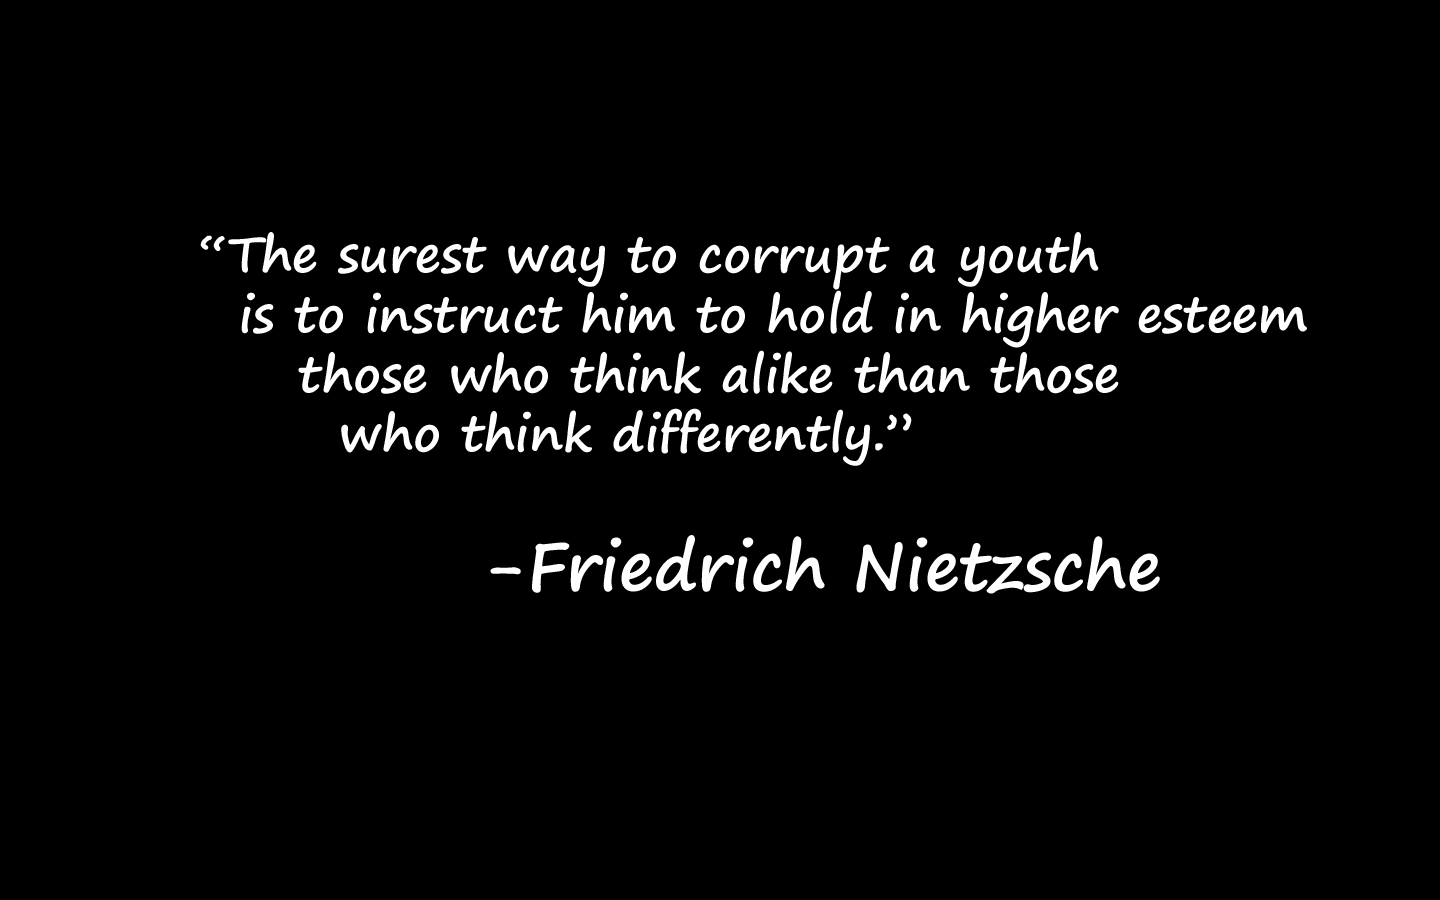 “The surest way to corrupt a youth
is to instruct him to hold in higher esteem
those who think alike than those
who think differently.”
-Friedrich Nietzsche